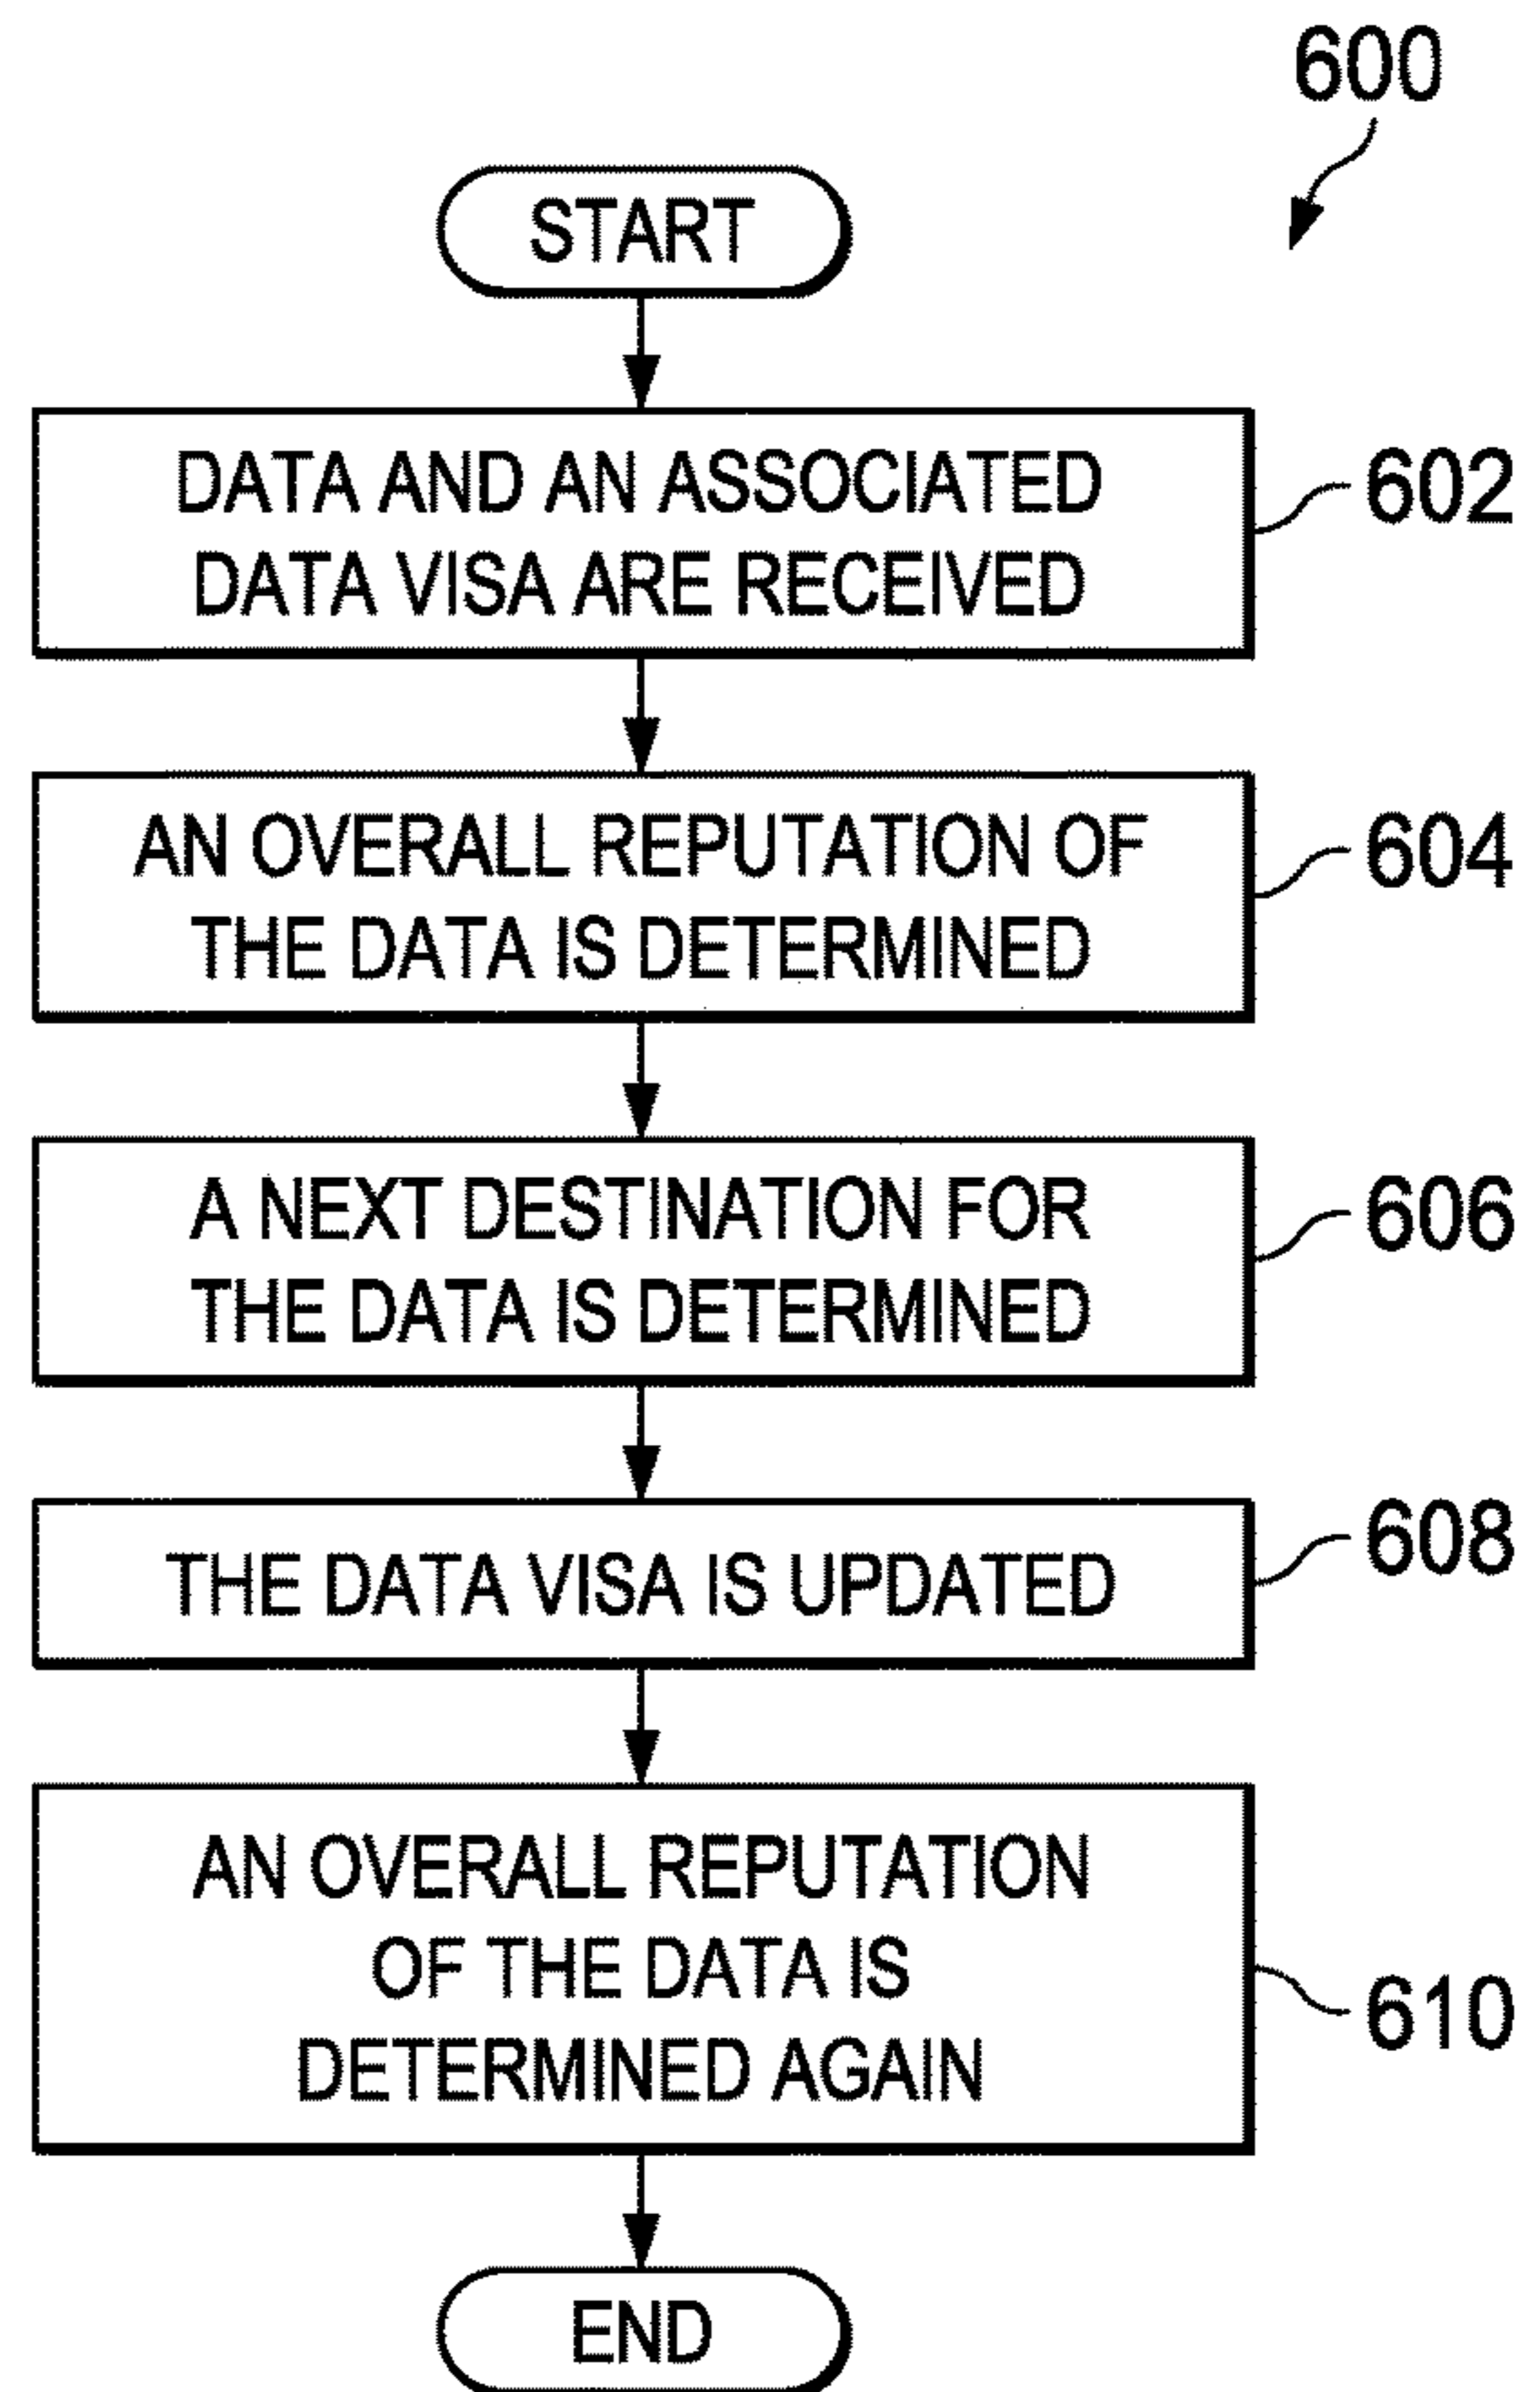 600
START
DATA AND AN ASSOCIATED
DATA VISA ARE RECEIVED
602
AN OVERALL REPUTATION OF
THE DATA IS DETERMINED
604
A NEXT DESTINATION FOR
THE DATA IS DETERMINED
606
THE DATA VISA IS UPDATED
608
AN OVERALL REPUTATION
OF THE DATA IS
DETERMINED AGAIN
610
END